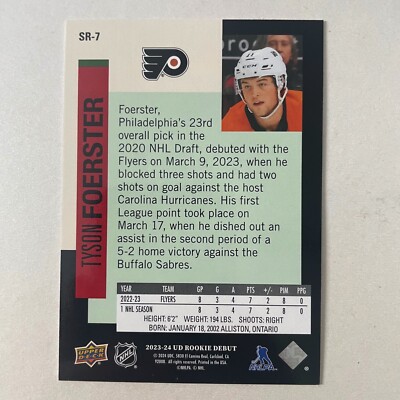 SR-7
TYSON FOERSTER
Foerster,
Philadelphia's 23rd
overall pick in the
2020 NHL Draft, debuted with the
Flyers on March 9, 2023, when he
blocked three shots and had two
shots on goal against the host
Carolina Hurricanes. His first
League point took place on
March 17, when he dished out an
assist in the second period of a
5-2 home victory against the
Buffalo Sabres.
YEAR TEAM GP G A PTS +/- PIM PPG
2022-23 FLYERS 8 3 4 7 2 8 0
1 NHL SEASON 8 3 4 7 2 8 0
HEIGHT: 6'2" WEIGHT: 194 LBS. SHOOTS: RIGHT
BORN: JANUARY 18, 2002 ALLISTON, ONTARIO
2023-24 UD ROOKIE DEBUT
UPPER DECK
NHL
NHLPA